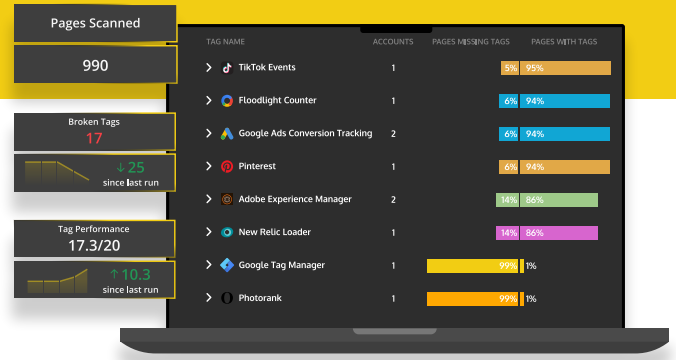 Pages Scanned
990
Broken Tags
17
↓25
since last run
Tag Performance
17.3/20
↑10.3
since last run
TAG NAME ACCOUNTS PAGES MISSING TAGS PAGES WITH TAGS
TikTok Events 1 5% 95%
Floodlight Counter 1 6% 94%
Google Ads Conversion Tracking 2 6% 94%
Pinterest 1 6% 94%
Adobe Experience Manager 2 14% 86%
New Relic Loader 1 14% 86%
Google Tag Manager 1 99% 1%
Photorank 1 99% 1%